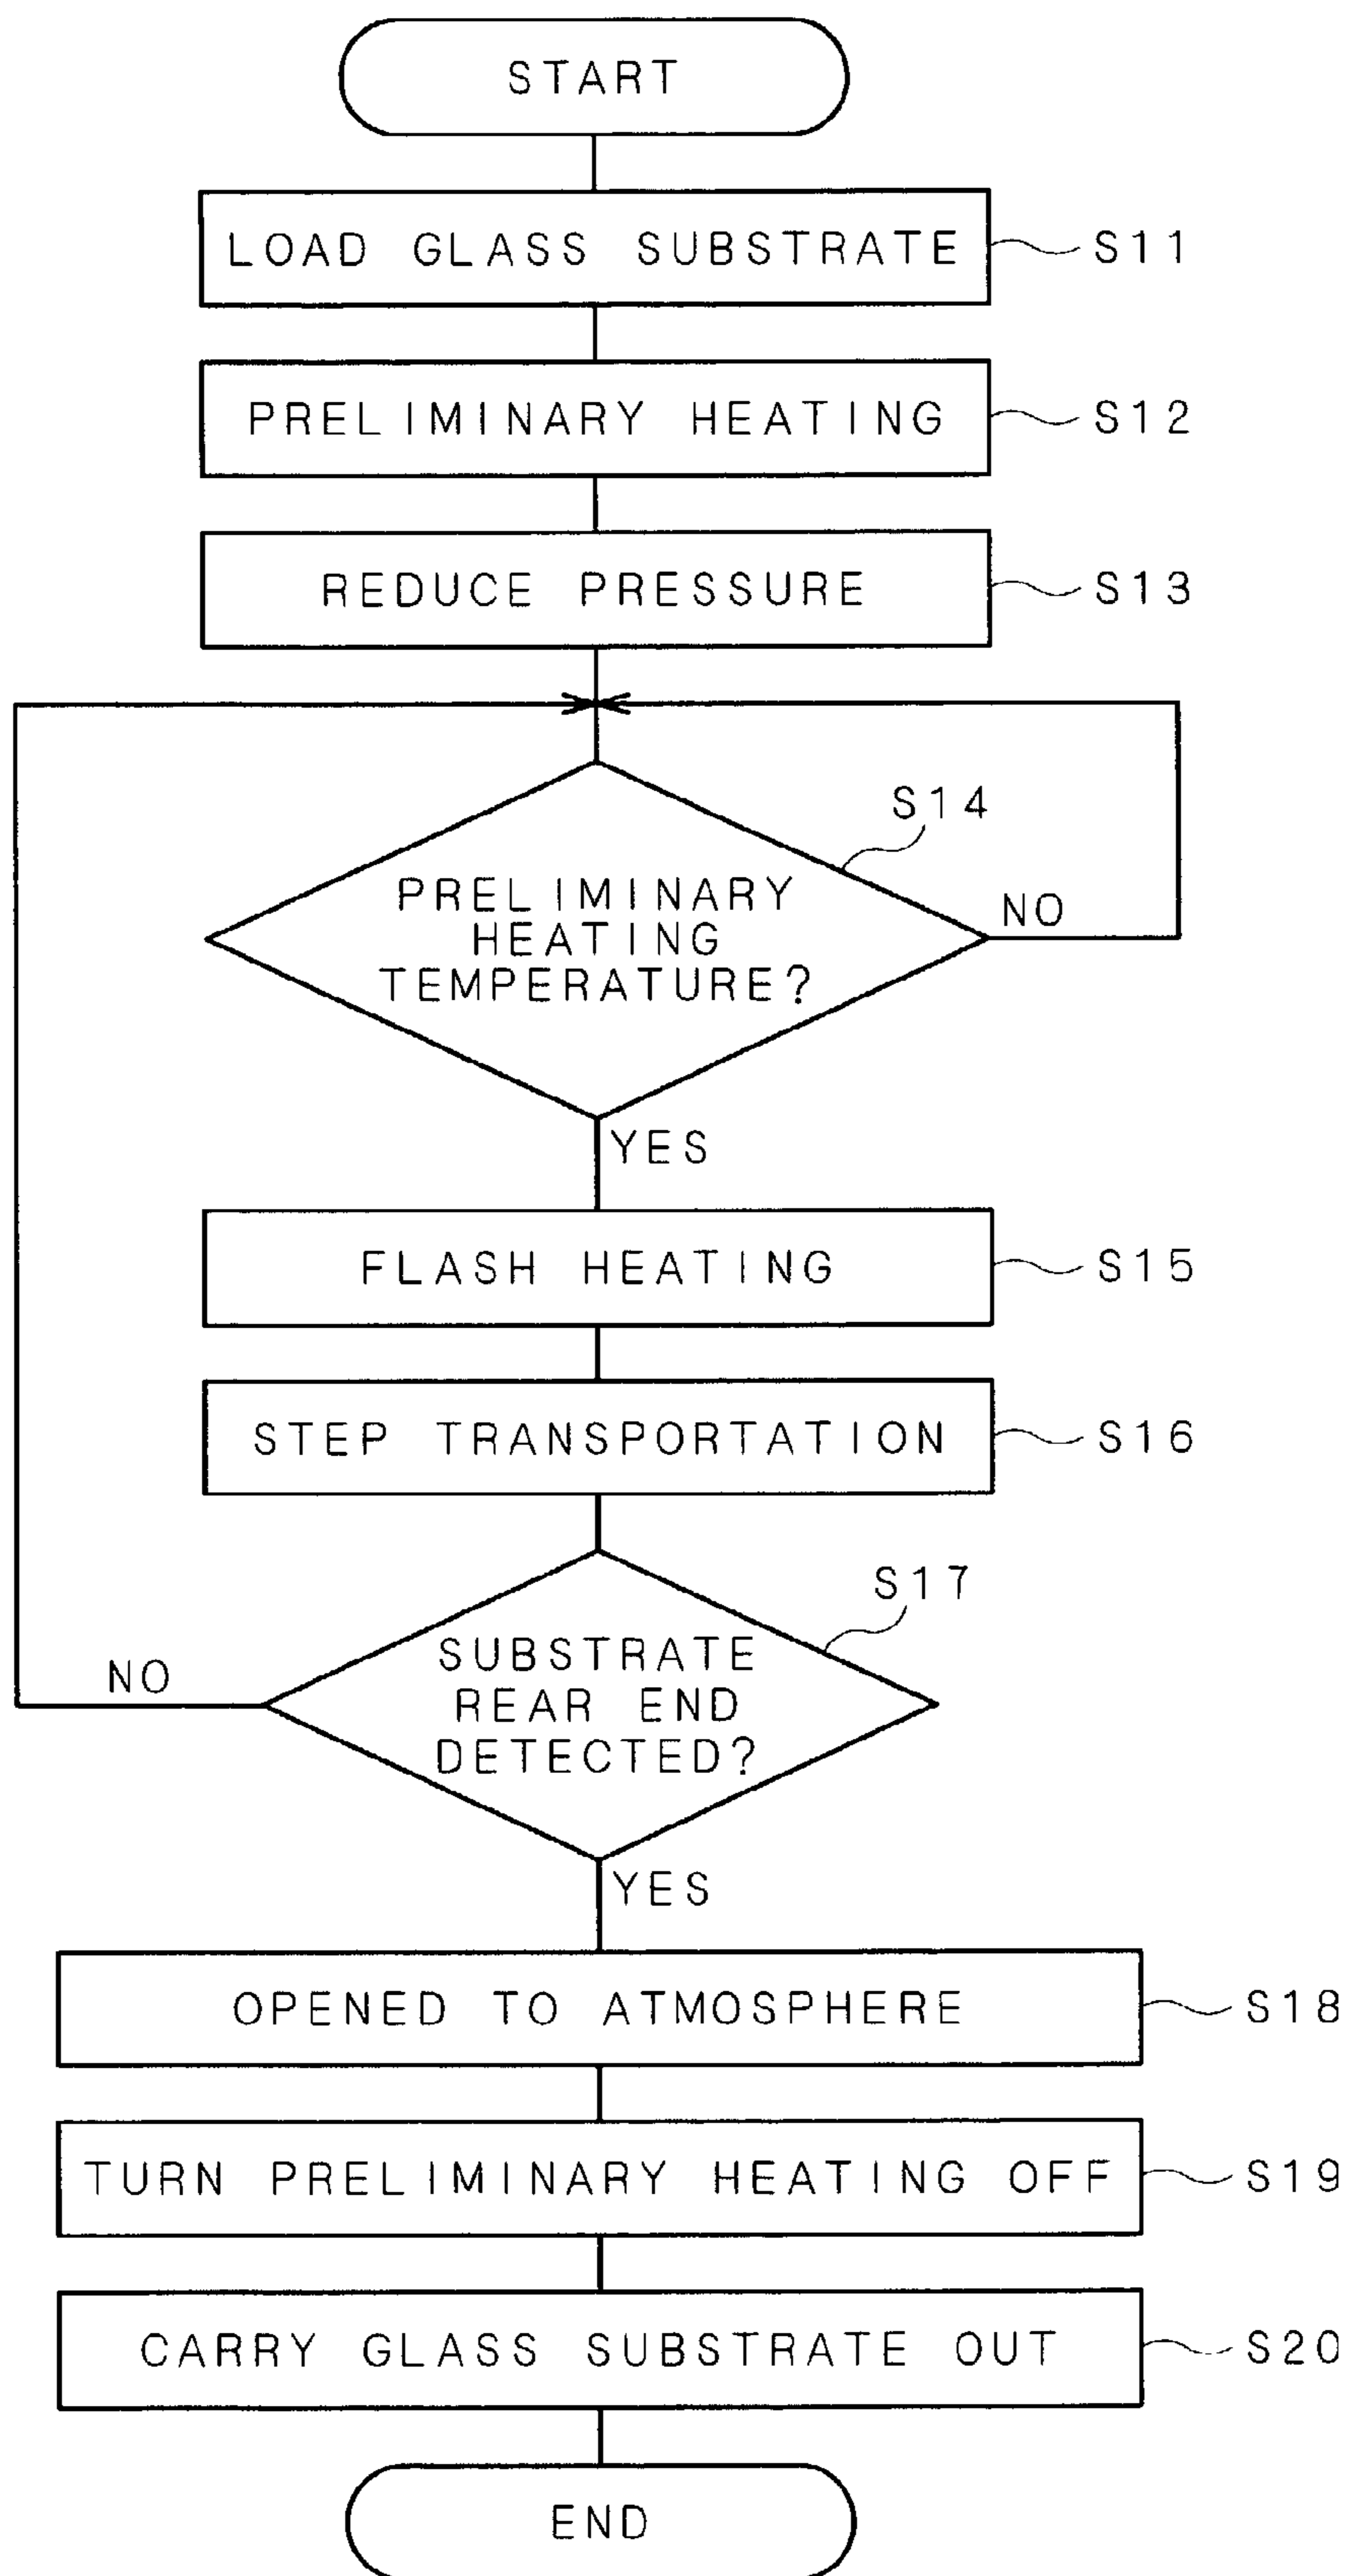 START
LOAD GLASS SUBSTRATE
S11
PRELIMINARY HEATING
S12
REDUCE PRESSURE
S13
S14
PRELIMINARY
HEATING
TEMPERATURE?
NO
YES
FLASH HEATING
S15
STEP TRANSPORTATION
S16
S17
SUBSTRATE
REAR END
DETECTED?
NO
YES
OPENED TO ATMOSPHERE
S18
TURN PRELIMINARY HEATING OFF
S19
CARRY GLASS SUBSTRATE OUT
S20
END